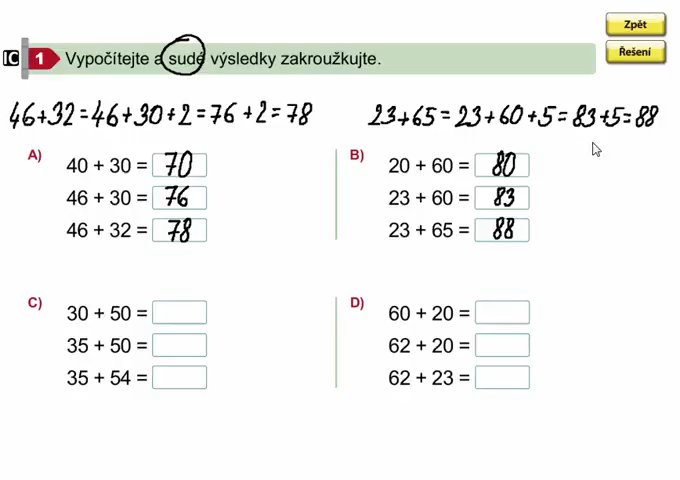 Zpět
Řešení
1 Vypočítejte a sudé výsledky zakroužkujte.
46+32=46+30+2=76+2=78
23+65=23+60+5=83+5=88
A)
40 + 30 = 70
46 + 30 = 76
46 + 32 = 78
B)
20 + 60 = 80
23 + 60 = 83
23 + 65 = 88
C)
30 + 50 =
35 + 50 =
35 + 54 =
D)
60 + 20 =
62 + 20 =
62 + 23 =